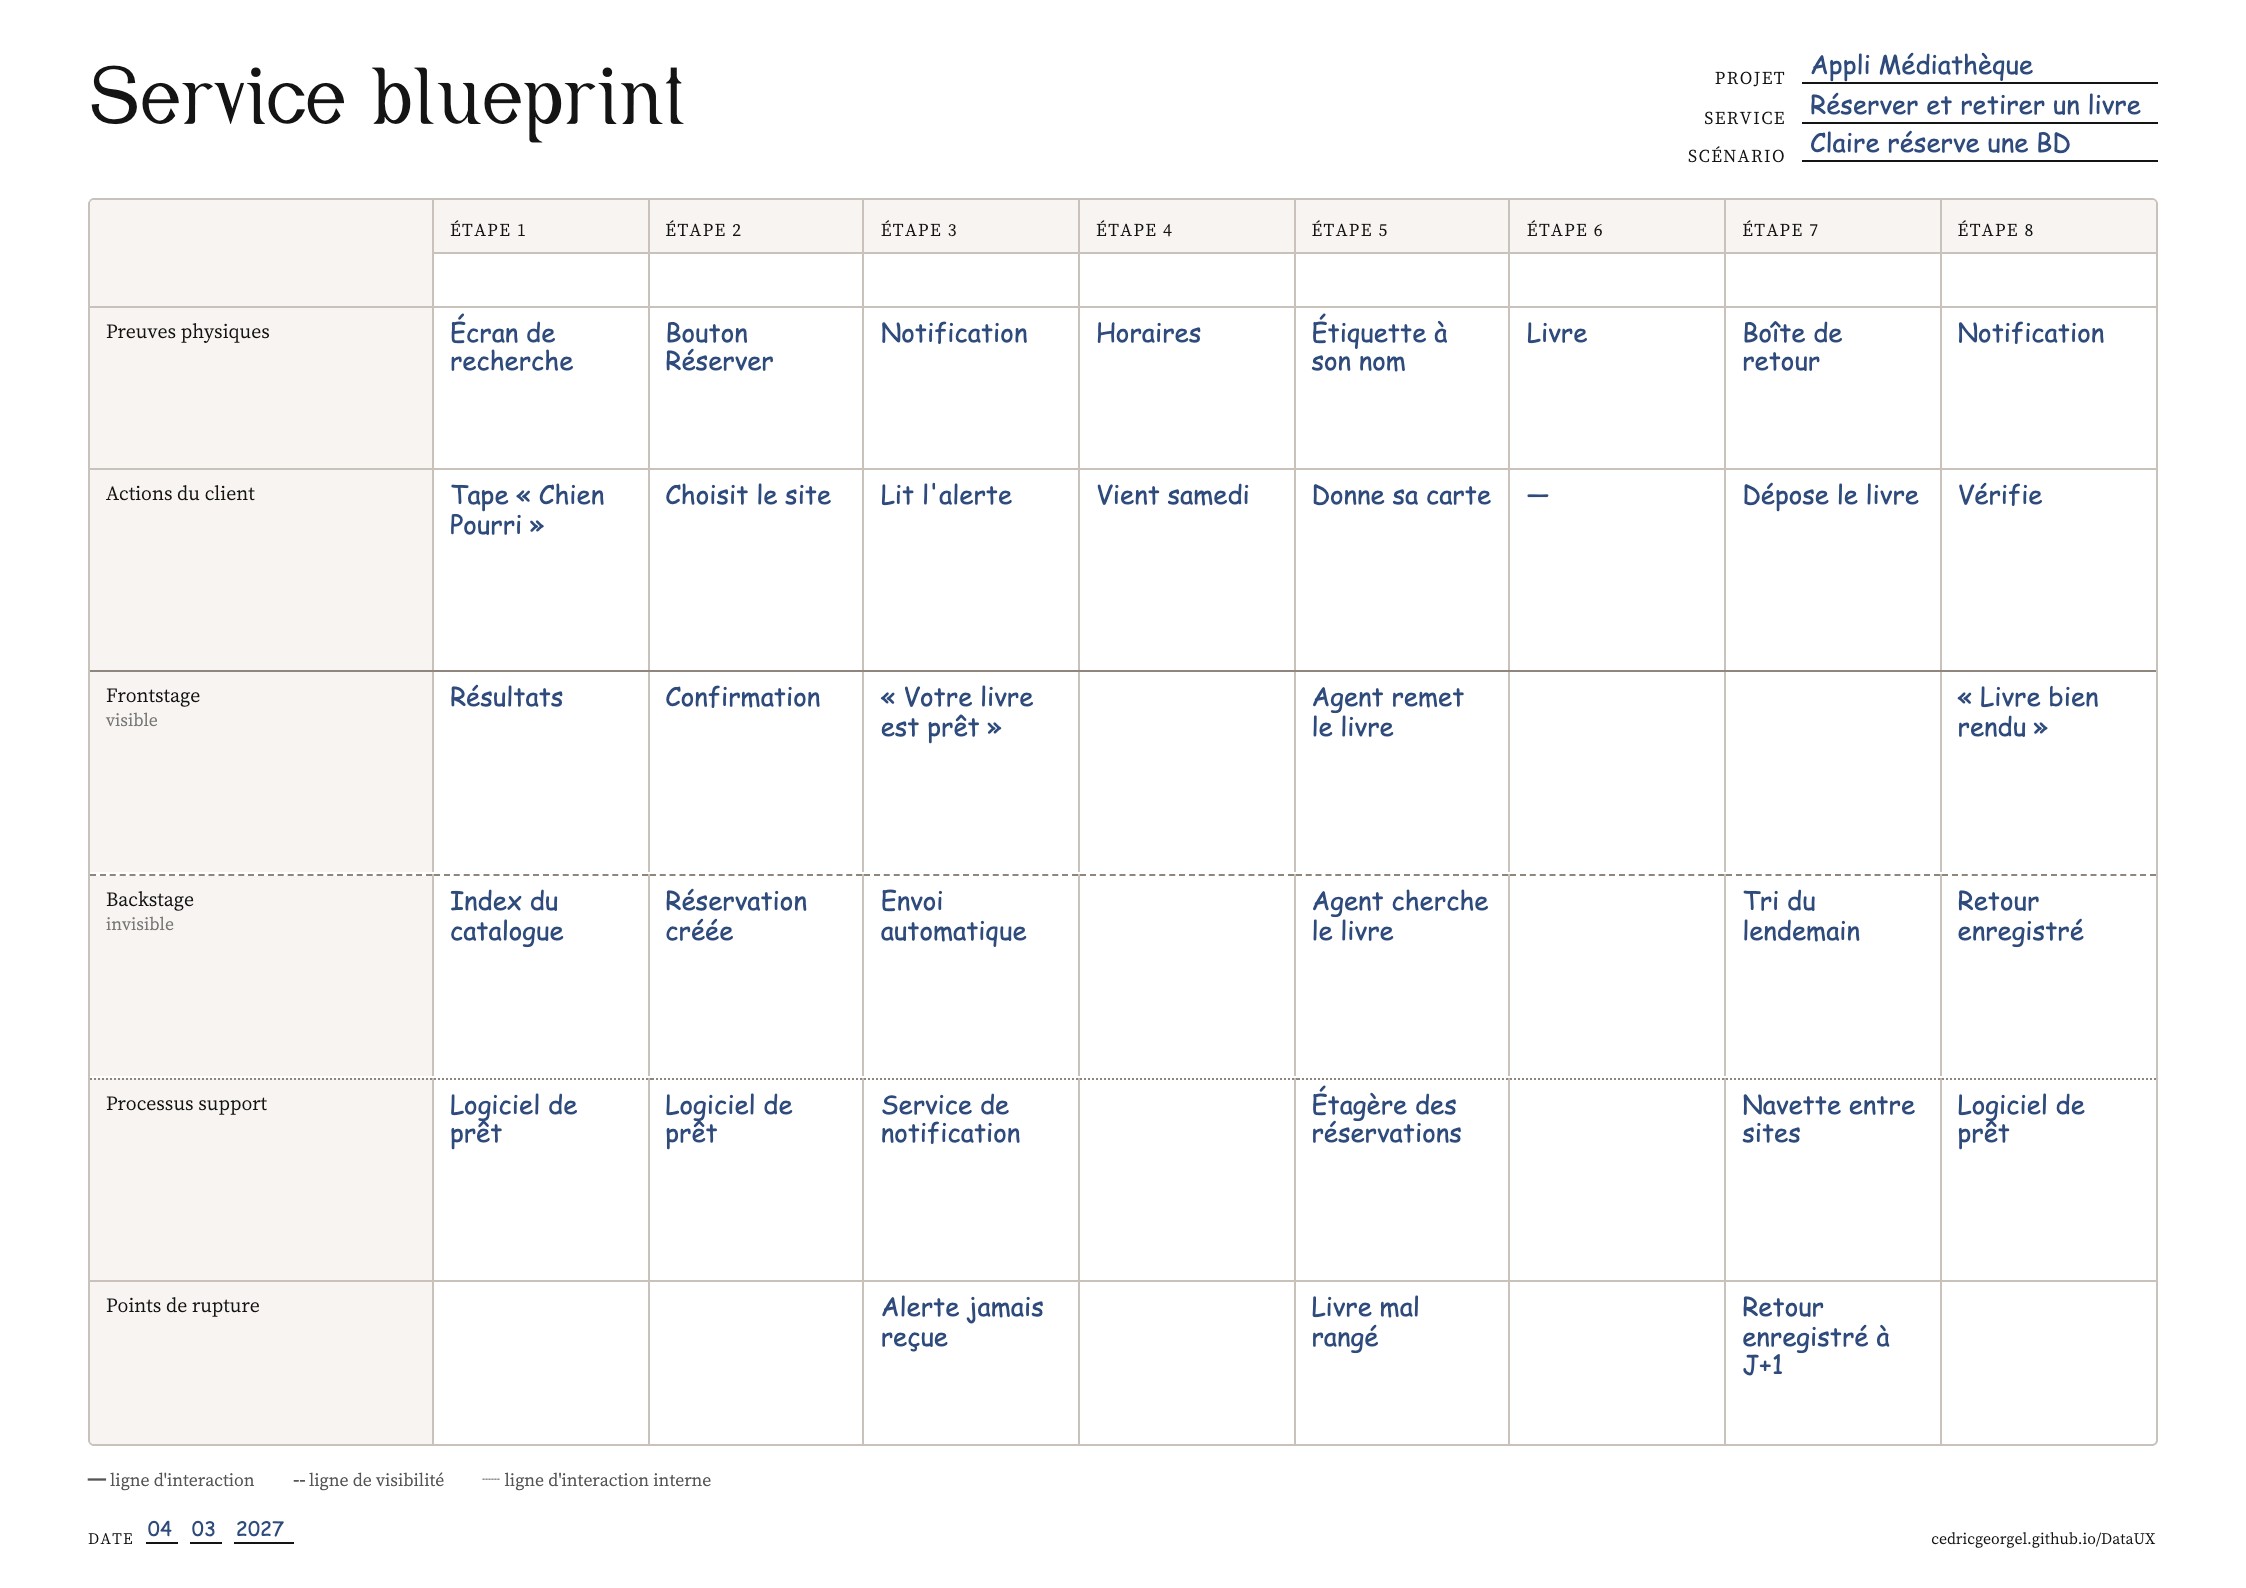 Service blueprint
PROJET Appli Médiathèque
SERVICE Réserver et retirer un livre
SCÉNARIO Claire réserve une BD
ÉTAPE 1 ÉTAPE 2 ÉTAPE 3 ÉTAPE 4 ÉTAPE 5 ÉTAPE 6 ÉTAPE 7 ÉTAPE 8
Preuves physiques
Écran de
recherche
Bouton
Réserver
Notification
Horaires
Étiquette à
son nom
Livre
Boîte de
retour
Notification
Actions du client
Tape « Chien
Pourri »
Choisit le site
Lit l'alerte
Vient samedi
Donne sa carte
—
Dépose le livre
Vérifie
Frontstage
visible
Résultats
Confirmation
« Votre livre
est prêt »
Agent remet
le livre
« Livre bien
rendu »
Backstage
invisible
Index du
catalogue
Réservation
créée
Envoi
automatique
Agent cherche
le livre
Tri du
lendemain
Retour
enregistré
Processus support
Logiciel de
prêt
Logiciel de
prêt
Service de
notification
Étagère des
réservations
Navette entre
sites
Logiciel de
prêt
Points de rupture
Alerte jamais
reçue
Livre mal
rangé
Retour
enregistré à
J+1
— ligne d'interaction -- ligne de visibilité ┈ ligne d'interaction interne
DATE 04 03 2027
cedricgeorgel.github.io/DataUX